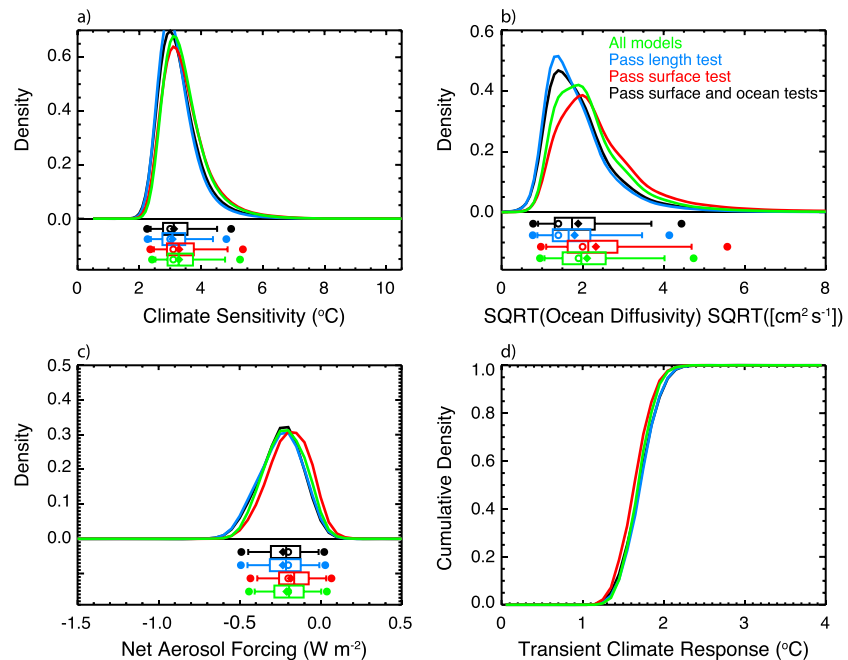 a)
0.6
0.4
0.2
0.0
Density
0 2 4 6 8 10
Climate Sensitivity (°C)
b)
0.6
0.4
0.2
0.0
Density
All models
Pass length test
Pass surface test
Pass surface and ocean tests
0 2 4 6 8
SQRT(Ocean Diffusivity) SQRT([cm² s⁻¹])
c)
0.5
0.4
0.3
0.2
0.1
0.0
Density
-1.5 -1.0 -0.5 0.0 0.5
Net Aerosol Forcing (W m⁻²)
d)
1.0
0.8
0.6
0.4
0.2
0.0
Cumulative Density
0 1 2 3 4
Transient Climate Response (°C)